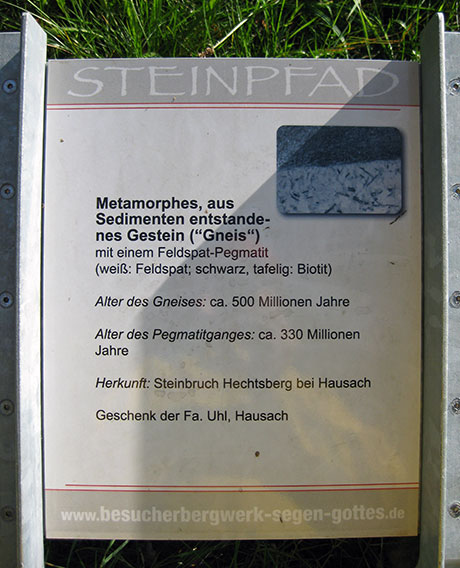 STEINPFAD
Metamorphes, aus
Sedimenten entstande-
nes Gestein ("Gneis")
mit einem Feldspat-Pegmatit
(weiß: Feldspat; schwarz, tafelig: Biotit)
Alter des Gneises: ca. 500 Millionen Jahre
Alter des Pegmatitganges: ca. 330 Millionen
Jahre
Herkunft: Steinbruch Hechtsberg bei Hausach
Geschenk der Fa. Uhl, Hausach
www.besucherbergwerk-segen-gottes.de